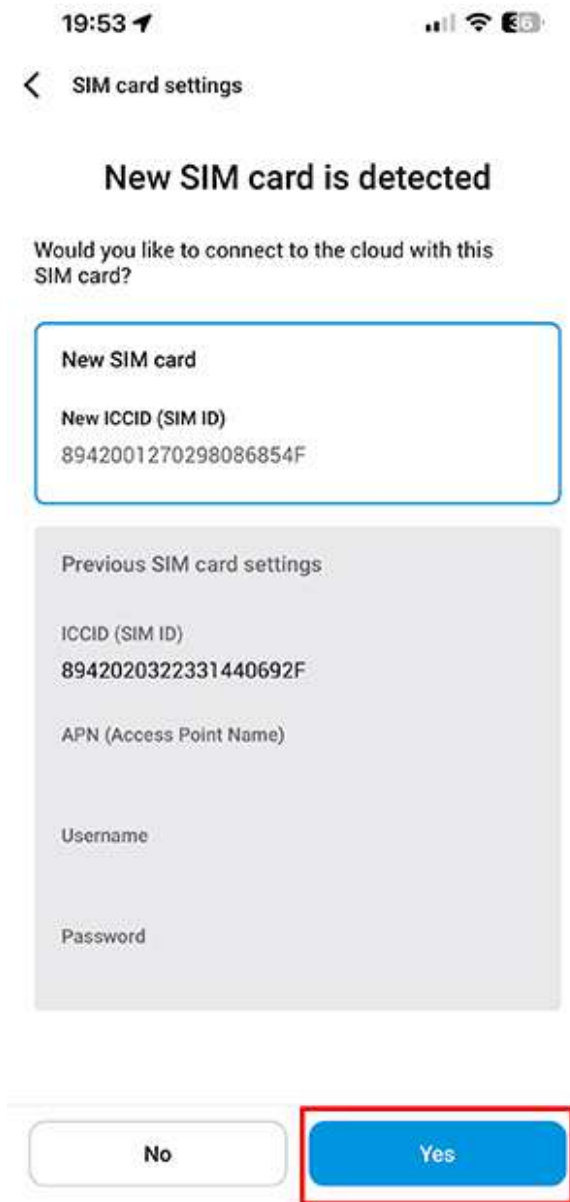 19:53
36
SIM card settings
New SIM card is detected
Would you like to connect to the cloud with this
SIM card?
New SIM card
New ICCID (SIM ID)
8942001270298086854F
Previous SIM card settings
ICCID (SIM ID)
8942020322331440692F
APN (Access Point Name)
Username
Password
No
Yes